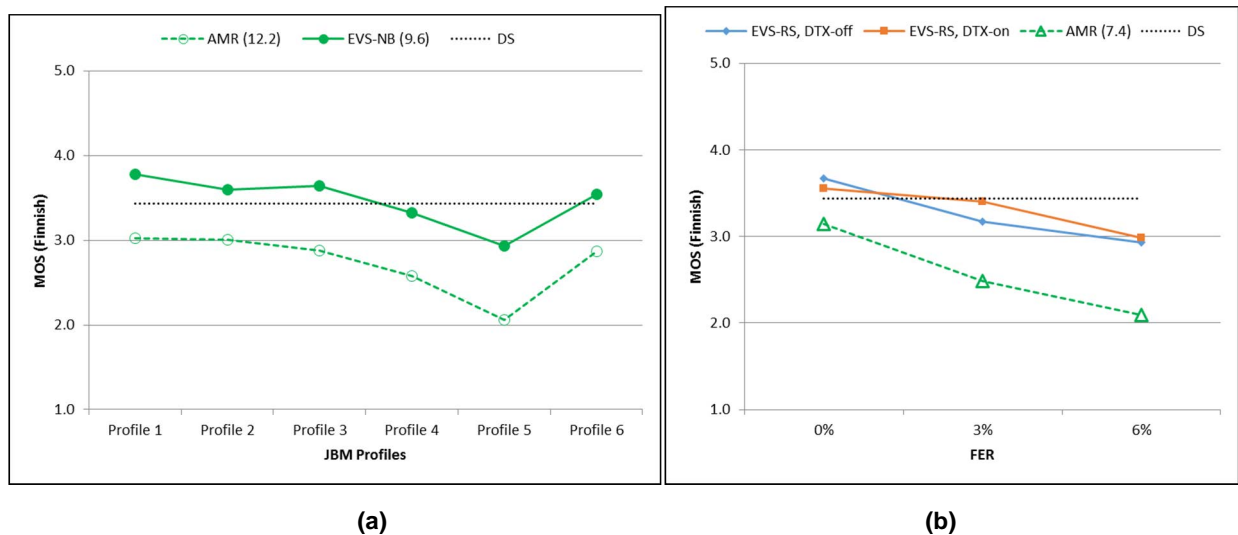 AMR (12.2) EVS-NB (9.6) DS
5.0
4.0
3.0
2.0
1.0
MOS (Finnish)
Profile 1 Profile 2 Profile 3 Profile 4 Profile 5 Profile 6
JBM Profiles
(a)
EVS-RS, DTX-off EVS-RS, DTX-on AMR (7.4) DS
5.0
4.0
3.0
2.0
1.0
MOS (Finnish)
0% 3% 6%
FER
(b)